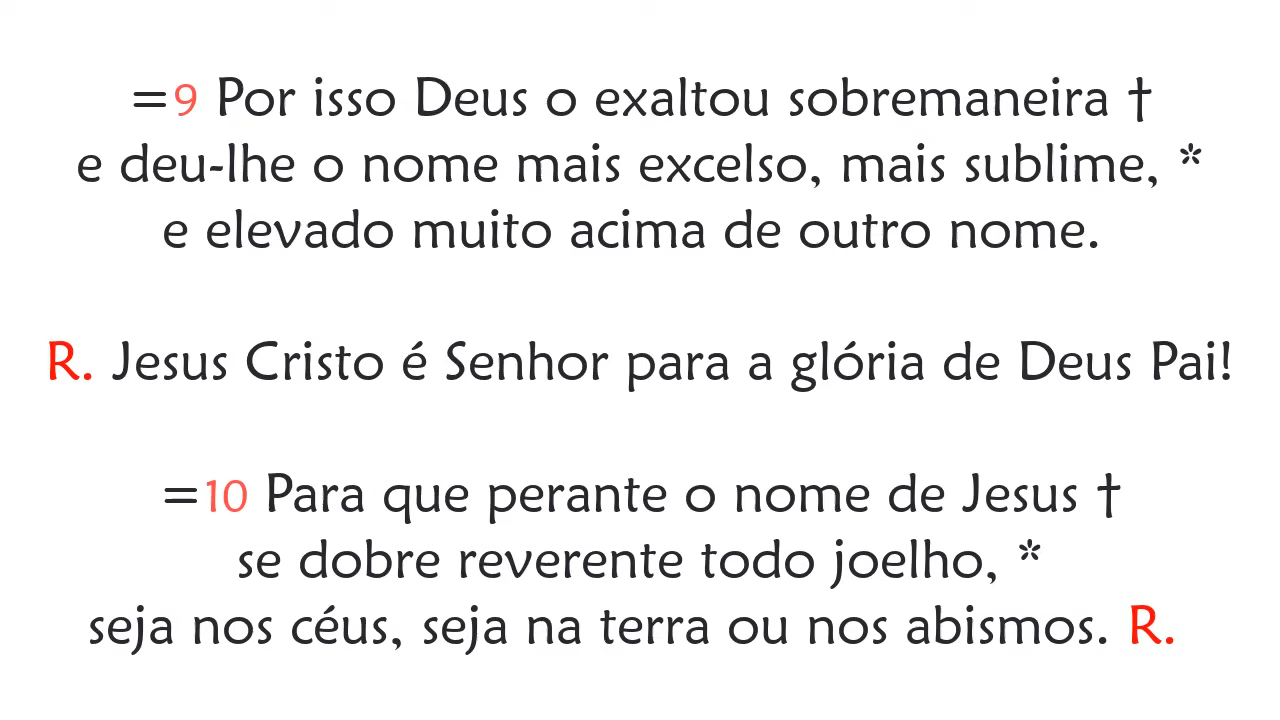 =9 Por isso Deus o exaltou sobremaneira †
e deu-lhe o nome mais excelso, mais sublime, *
e elevado muito acima de outro nome.
R. Jesus Cristo é Senhor para a glória de Deus Pai!
=10 Para que perante o nome de Jesus †
se dobre reverente todo joelho, *
seja nos céus, seja na terra ou nos abismos. R.